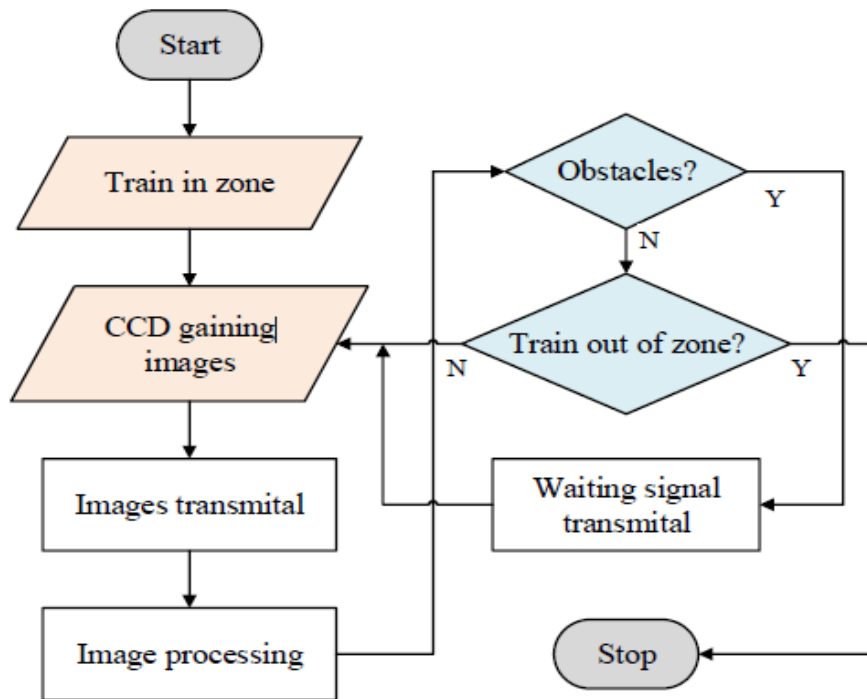 Start
Train in zone
CCD gaining
images
Images transmital
Image processing
Obstacles?
Y
N
Train out of zone?
N
Y
Waiting signal
transmital
Stop